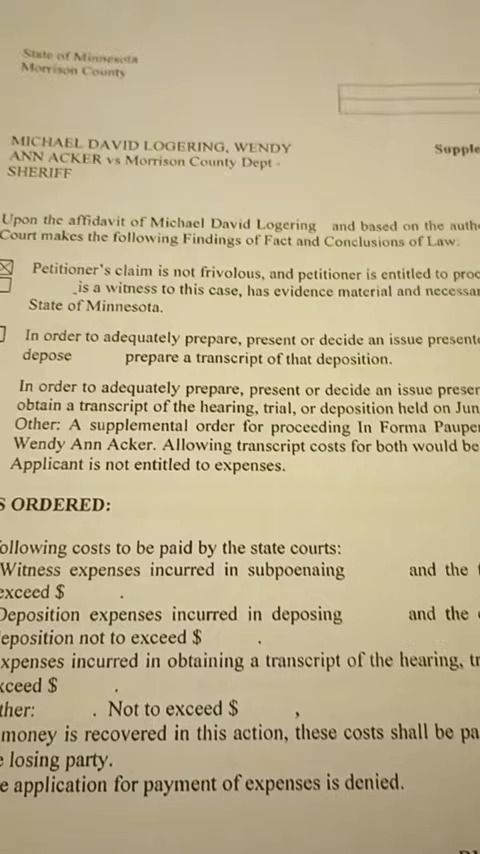 State of Minnesota
Morrison County
MICHAEL DAVID LOGERING, WENDY
ANN ACKER vs Morrison County Dept -
SHERIFF
Supple
Upon the affidavit of Michael David Logering and based on the auth
Court makes the following Findings of Fact and Conclusions of Law:
Petitioner's claim is not frivolous, and petitioner is entitled to proc
is a witness to this case, has evidence material and necessar
State of Minnesota.
In order to adequately prepare, present or decide an issue present
depose prepare a transcript of that deposition.
In order to adequately prepare, present or decide an issue preser
obtain a transcript of the hearing, trial, or deposition held on Jun
Other: A supplemental order for proceeding In Forma Pauper
Wendy Ann Acker. Allowing transcript costs for both would be
Applicant is not entitled to expenses.
S ORDERED:
ollowing costs to be paid by the state courts:
Witness expenses incurred in subpoenaing and the
exceed $ .
Deposition expenses incurred in deposing and the
eposition not to exceed $ .
xpenses incurred in obtaining a transcript of the hearing, tr
xceed $ .
ther: . Not to exceed $ ,
money is recovered in this action, these costs shall be pa
e losing party.
e application for payment of expenses is denied.